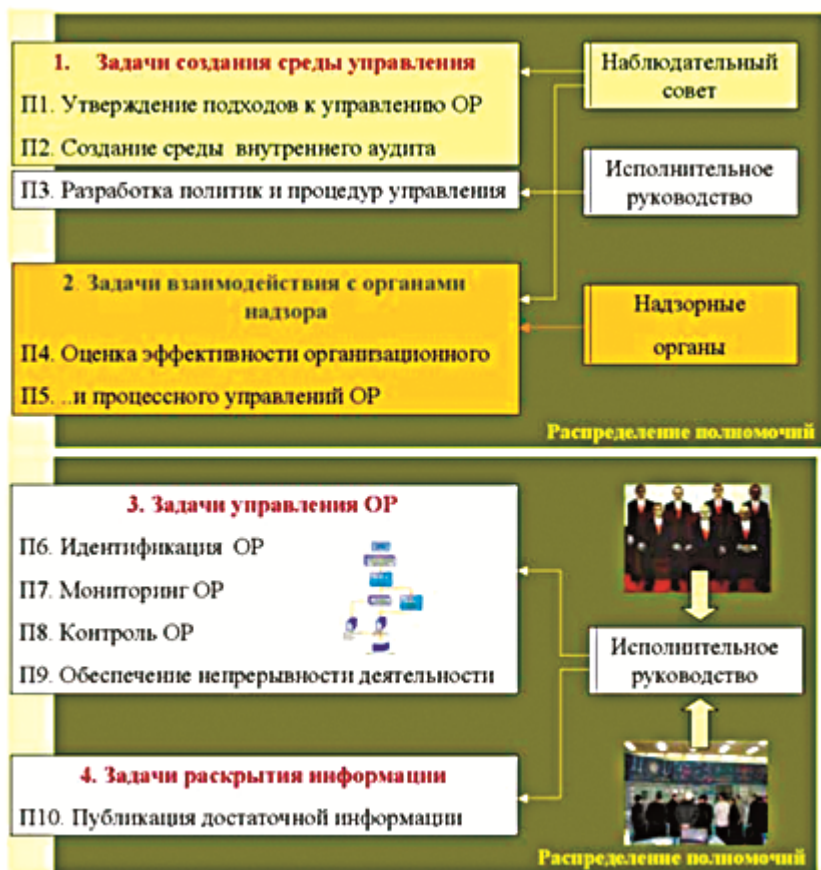 1. Задачи создания среды управления
П1. Утверждение подходов к управлению ОР
П2. Создание среды внутреннего аудита
П3. Разработка политик и процедур управления
Наблюдательный
совет
Исполнительное
руководство
2. Задачи взаимодействия с органами
надзора
П4. Оценка эффективности организационного
П5. ..и процессного управлений ОР
Надзорные
органы
Распределение полномочий
3. Задачи управления ОР
П6. Идентификация ОР
П7. Мониторинг ОР
П8. Контроль ОР
П9. Обеспечение непрерывности деятельности
Исполнительное
руководство
4. Задачи раскрытия информации
П10. Публикация достаточной информации
Распределение полномочий